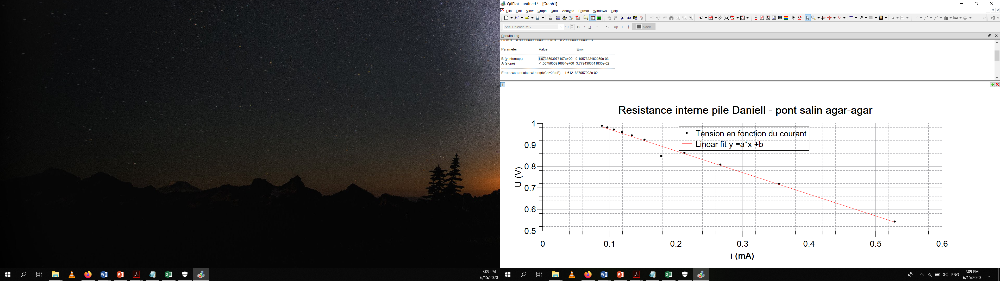 QtiPlot - untitled * - [Graph1]
File Edit View Graph Data Analyze Format Windows Help
Arial Unicode MS 10 B I U x² x₂ αβ Γ ∫ black
Results Log
From x = 8.9000000000000e-02 to x = 5.2900000000000e-01
Parameter Value Error
--------------------------------------------------------------------------------
B (y-intercept) 1.0733593973107e+00 9.1057322462250e-03
A (slope) -1.0075650916634e+00 3.7794303511830e-02
--------------------------------------------------------------------------------
Errors were scaled with sqrt(Chi^2/doF) = 1.6121837057902e-02
1
Resistance interne pile Daniell - pont salin agar-agar
Tension en fonction du courant
Linear fit y =a*x +b
1
0.9
0.8
0.7
0.6
0.5
U (V)
0 0.1 0.2 0.3 0.4 0.5 0.6
i (mA)
7:09 PM
6/15/2020
ENG
7:09 PM
6/15/2020